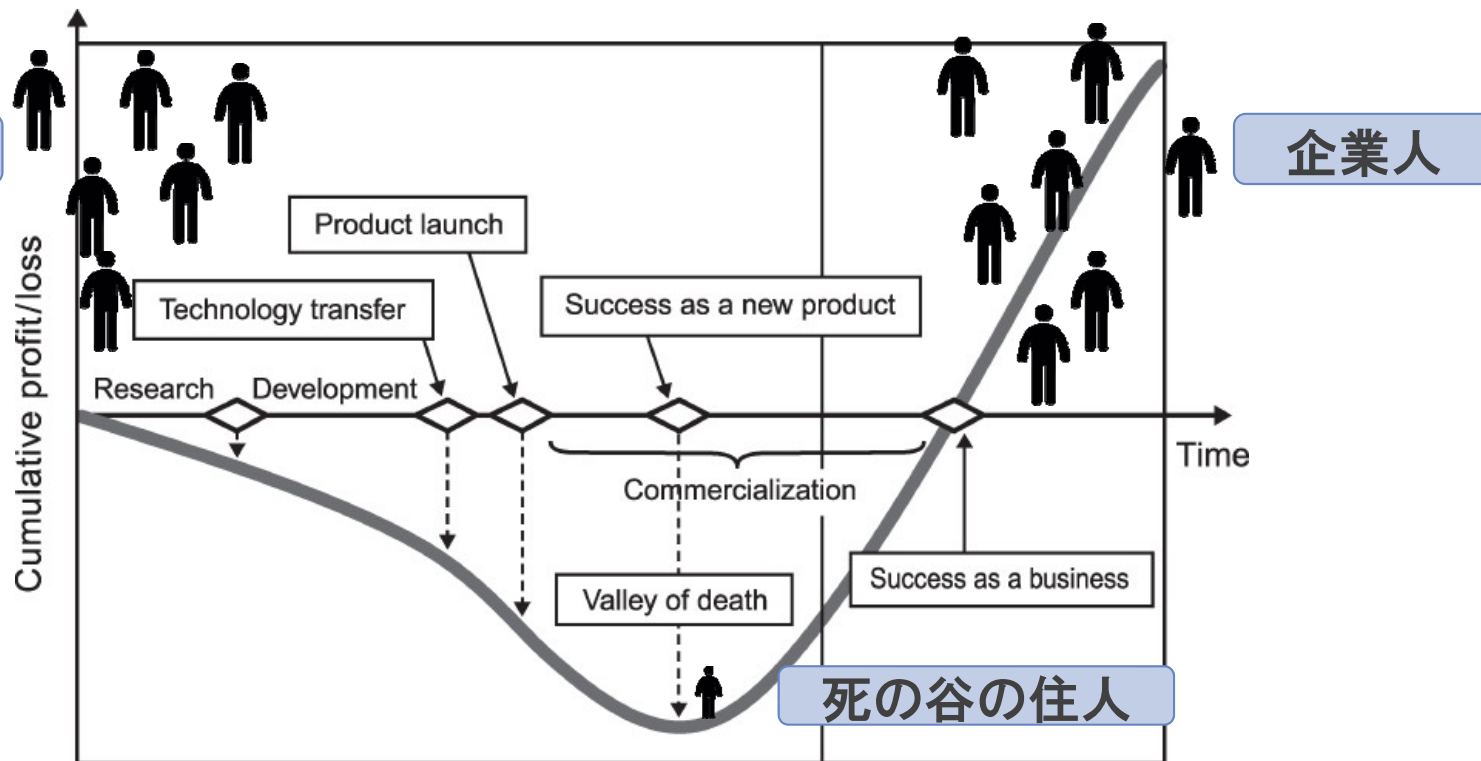 企業人
Product launch
Technology transfer
Success as a new product
Research
Development
Cumulative profit/loss
Time
Commercialization
Success as a business
Valley of death
死の谷の住人